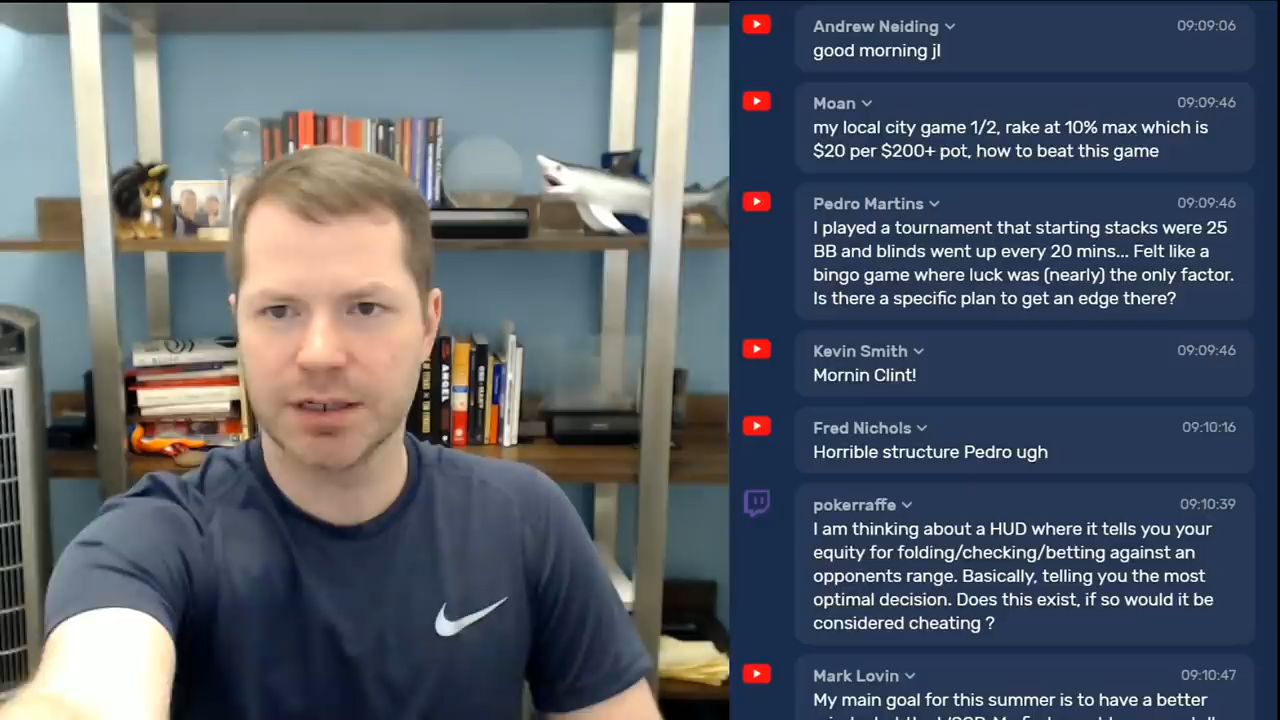 Andrew Neiding
09:09:06
good morning jl
Moan
09:09:46
my local city game 1/2, rake at 10% max which is
$20 per $200+ pot, how to beat this game
Pedro Martins
09:09:46
I played a tournament that starting stacks were 25
BB and blinds went up every 20 mins... Felt like a
bingo game where luck was (nearly) the only factor.
Is there a specific plan to get an edge there?
Kevin Smith
09:09:46
Mornin Clint!
Fred Nichols
09:10:16
Horrible structure Pedro ugh
pokerraffe
09:10:39
I am thinking about a HUD where it tells you your
equity for folding/checking/betting against an
opponents range. Basically, telling you the most
optimal decision. Does this exist, if so would it be
considered cheating ?
Mark Lovin
09:10:47
My main goal for this summer is to have a better
ANGEL